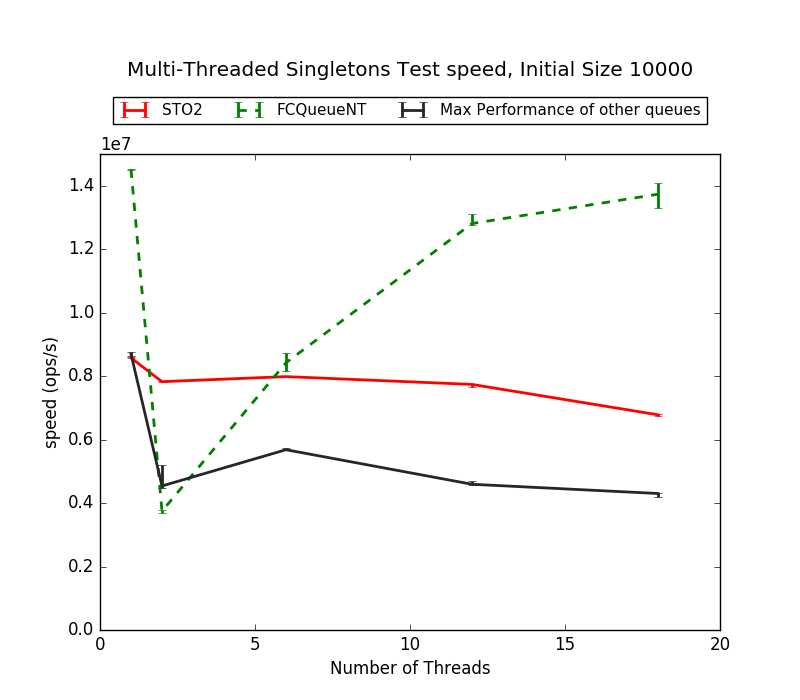 Multi-Threaded Singletons Test speed, Initial Size 10000
STO2 FCQueueNT Max Performance of other queues
1e7
1.4
1.2
1.0
0.8
0.6
0.4
0.2
0.0
speed (ops/s)
0 5 10 15 20
Number of Threads